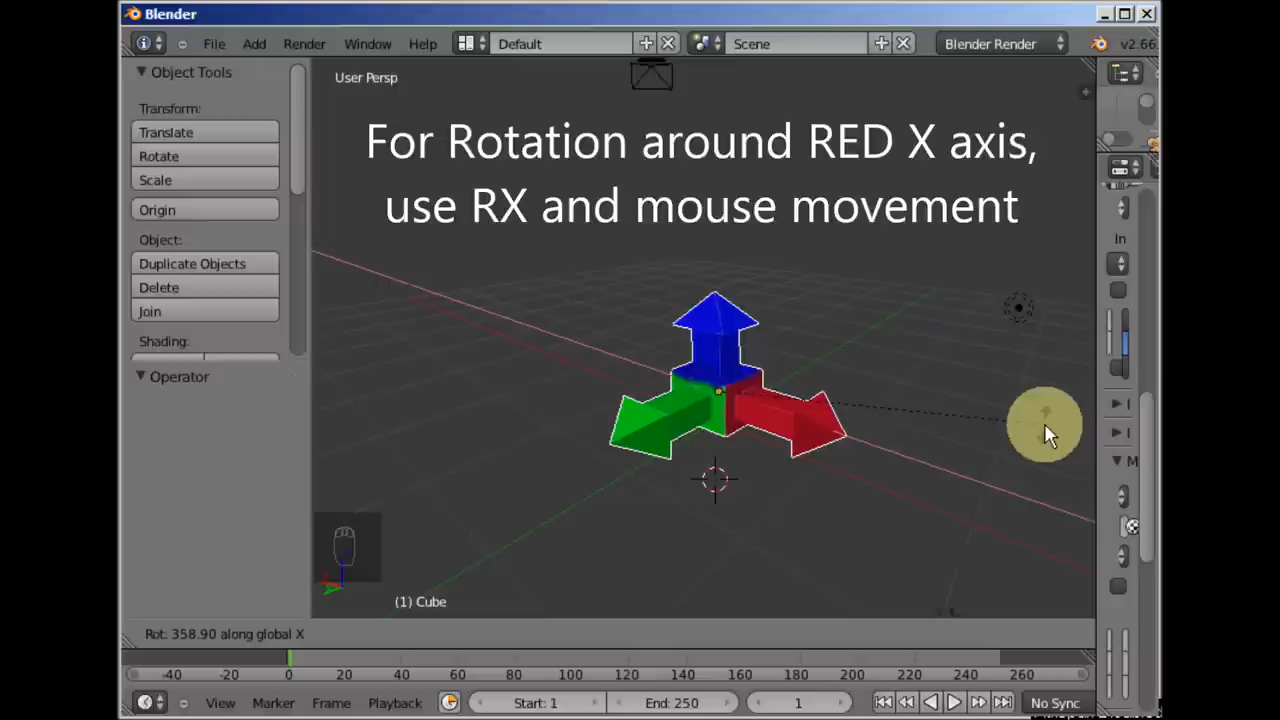 Blender
File Add Render Window Help Default Scene Blender Render v2.66
Object Tools
User Persp
Transform:
Translate
Rotate
Scale
Origin
Object:
Duplicate Objects
Delete
Join
Shading:
Operator
For Rotation around RED X axis,
use RX and mouse movement
In
M
(1) Cube
Rot: 358.90 along global X
-40 -20 0 20 40 60 80 100 120 140 160 180 200 220 240 260
View Marker Frame Playback Start: 1 End: 250 1 No Sync